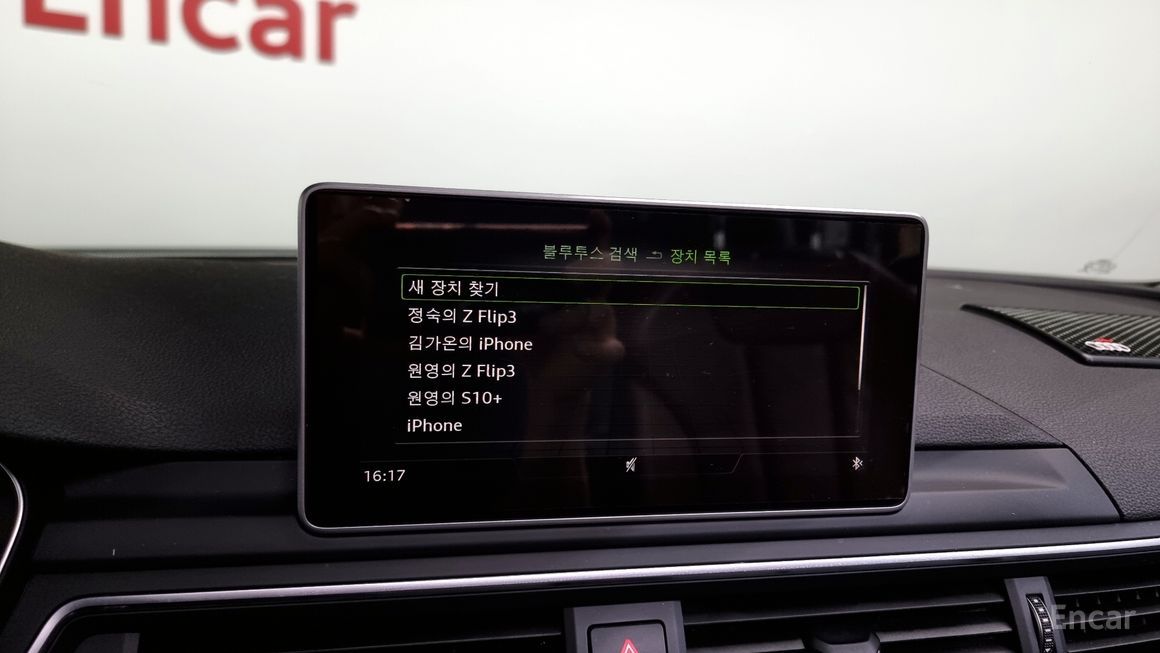 Encar
블루투스 검색 장치 목록
새 장치 찾기
정숙의 Z Flip3
김가온의 iPhone
원영의 Z Flip3
원영의 S10+
iPhone
16:17
Encar